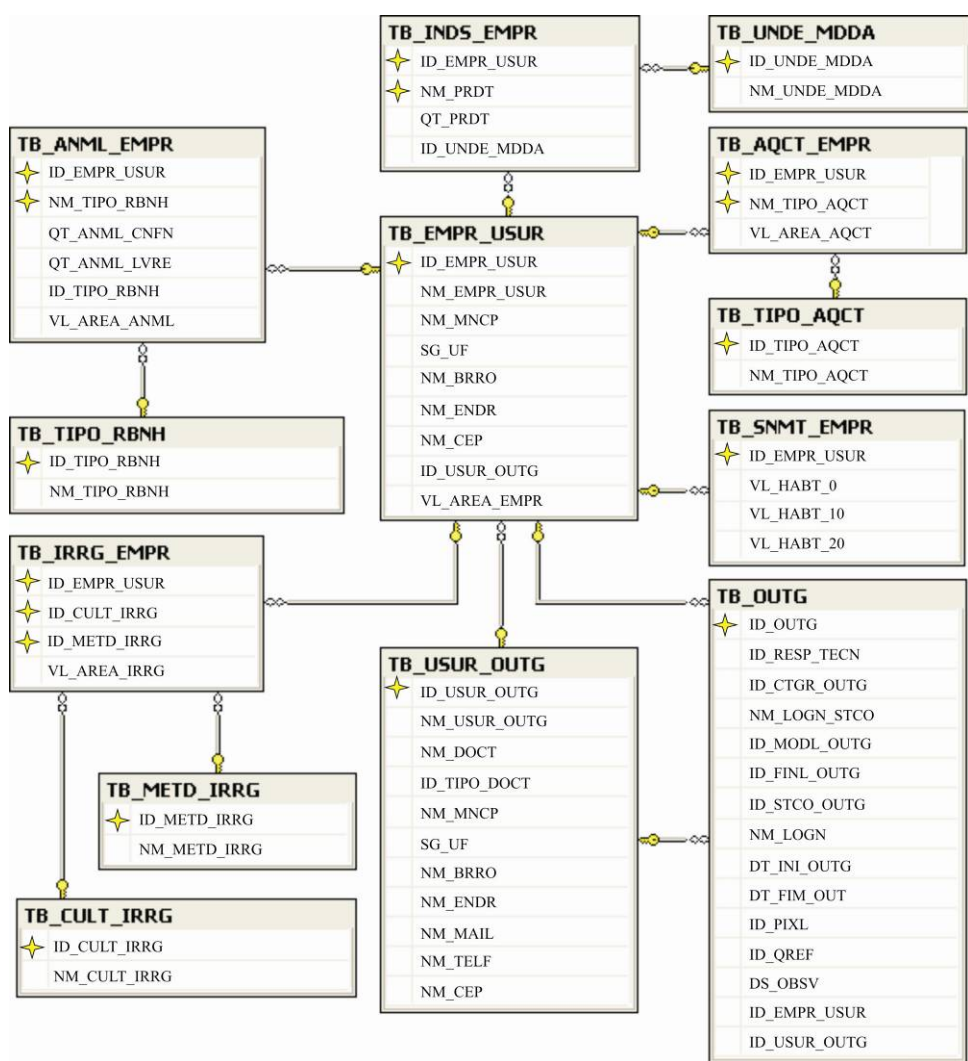 TB_INDS_EMPR
ID_EMPR_USUR
NM_PRDT
QT_PRDT
ID_UNDE_MDDA
TB_UNDE_MDDA
ID_UNDE_MDDA
NM_UNDE_MDDA
TB_ANML_EMPR
ID_EMPR_USUR
NM_TIPO_RBNH
QT_ANML_CNFN
QT_ANML_LVRE
ID_TIPO_RBNH
VL_AREA_ANML
TB_EMPR_USUR
ID_EMPR_USUR
NM_EMPR_USUR
NM_MNCP
SG_UF
NM_BRRO
NM_ENDR
NM_CEP
ID_USUR_OUTG
VL_AREA_EMPR
TB_AQCT_EMPR
ID_EMPR_USUR
NM_TIPO_AQCT
VL_AREA_AQCT
TB_TIPO_AQCT
ID_TIPO_AQCT
NM_TIPO_AQCT
TB_TIPO_RBNH
ID_TIPO_RBNH
NM_TIPO_RBNH
TB_SNMT_EMPR
ID_EMPR_USUR
VL_HABT_0
VL_HABT_10
VL_HABT_20
TB_IRRG_EMPR
ID_EMPR_USUR
ID_CULT_IRRG
ID_METD_IRRG
VL_AREA_IRRG
TB_USUR_OUTG
ID_USUR_OUTG
NM_USUR_OUTG
NM_DOCT
ID_TIPO_DOCT
NM_MNCP
SG_UF
NM_BRRO
NM_ENDR
NM_MAIL
NM_TELF
NM_CEP
TB_OUTG
ID_OUTG
ID_RESP_TECN
ID_CTGR_OUTG
NM_LOGN_STCO
ID_MODL_OUTG
ID_FINL_OUTG
ID_STCO_OUTG
NM_LOGN
DT_INI_OUTG
DT_FIM_OUT
ID_PIXL
ID_QREF
DS_OBSV
ID_EMPR_USUR
ID_USUR_OUTG
TB_METD_IRRG
ID_METD_IRRG
NM_METD_IRRG
TB_CULT_IRRG
ID_CULT_IRRG
NM_CULT_IRRG